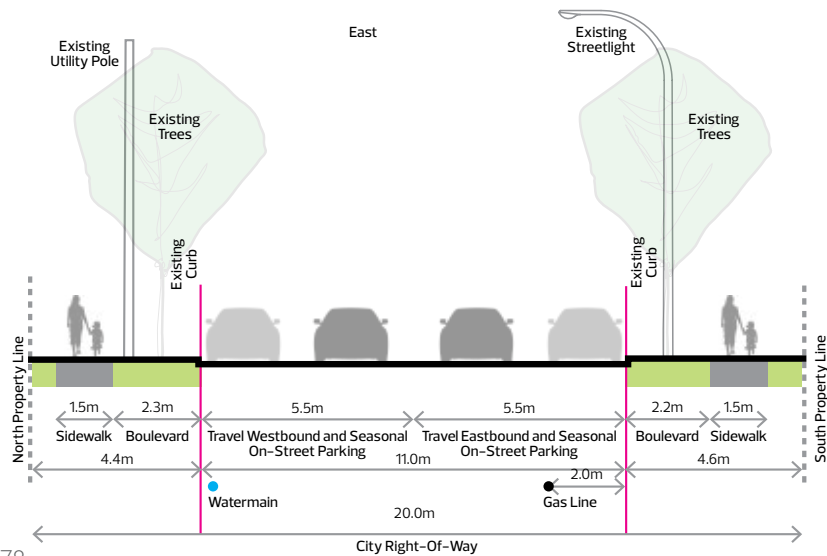 East
Existing
Utility Pole
Existing
Streetlight
Existing
Trees
Existing
Trees
Existing
Curb
Existing
Curb
North Property Line
South Property Line
1.5m
2.3m
5.5m
5.5m
2.2m
1.5m
Sidewalk
Boulevard
Travel Westbound and Seasonal
On-Street Parking
Travel Eastbound and Seasonal
On-Street Parking
Boulevard
Sidewalk
4.4m
11.0m
4.6m
2.0m
Watermain
Gas Line
20.0m
City Right-Of-Way